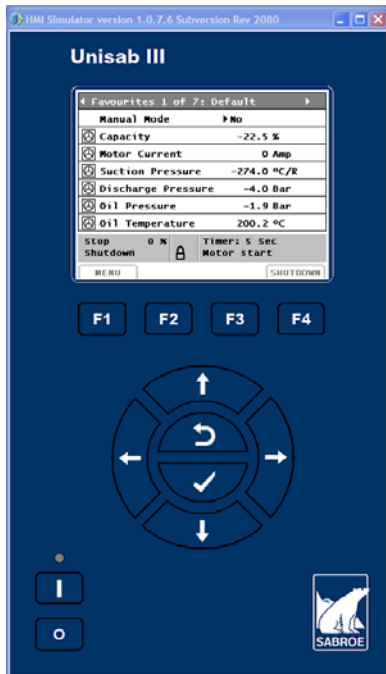 HMI Simulator version 1.0.7.6 Subversion Rev 2080
Unisab III
Favourites 1 of 7: Default
Manual Mode No
Capacity -22.5 %
Motor Current 0 Amp
Suction Pressure -274.0 ºC/R
Discharge Pressure -4.0 Bar
Oil Pressure -1.9 Bar
Oil Temperature 200.2 ºC
Stop 0 % Timer: 5 Sec
Shutdown Motor start
MENU SHUTDOWN
F1 F2 F3 F4
I
O
SABROE